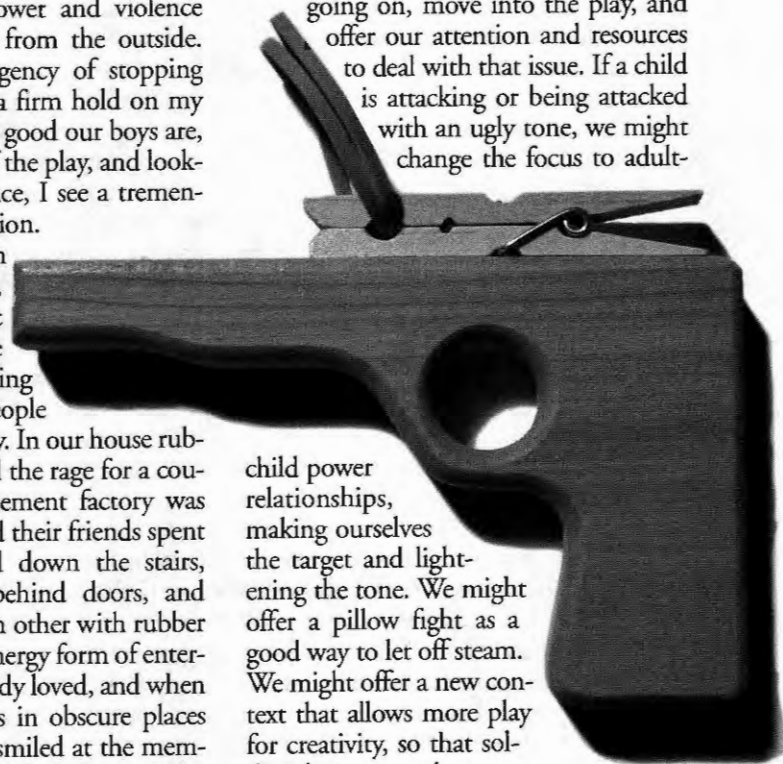 ower and violence
from the outside.
gency of stopping
a firm hold on my
good our boys are,
the play, and look-
ce, I see a tremen-
ion.
ing
eople
y. In our house rub-
the rage for a cou-
ement factory was
d their friends spent
down the stairs,
behind doors, and
n other with rubber
nergy form of enter-
dy loved, and when
s in obscure places
smiled at the mem-
going on, move into the play, and
offer our attention and resources
to deal with that issue. If a child
is attacking or being attacked
with an ugly tone, we might
change the focus to adult-
child power
relationships,
making ourselves
the target and light-
ening the tone. We might
offer a pillow fight as a
good way to let off steam.
We might offer a new con-
text that allows more play
for creativity, so that sol-